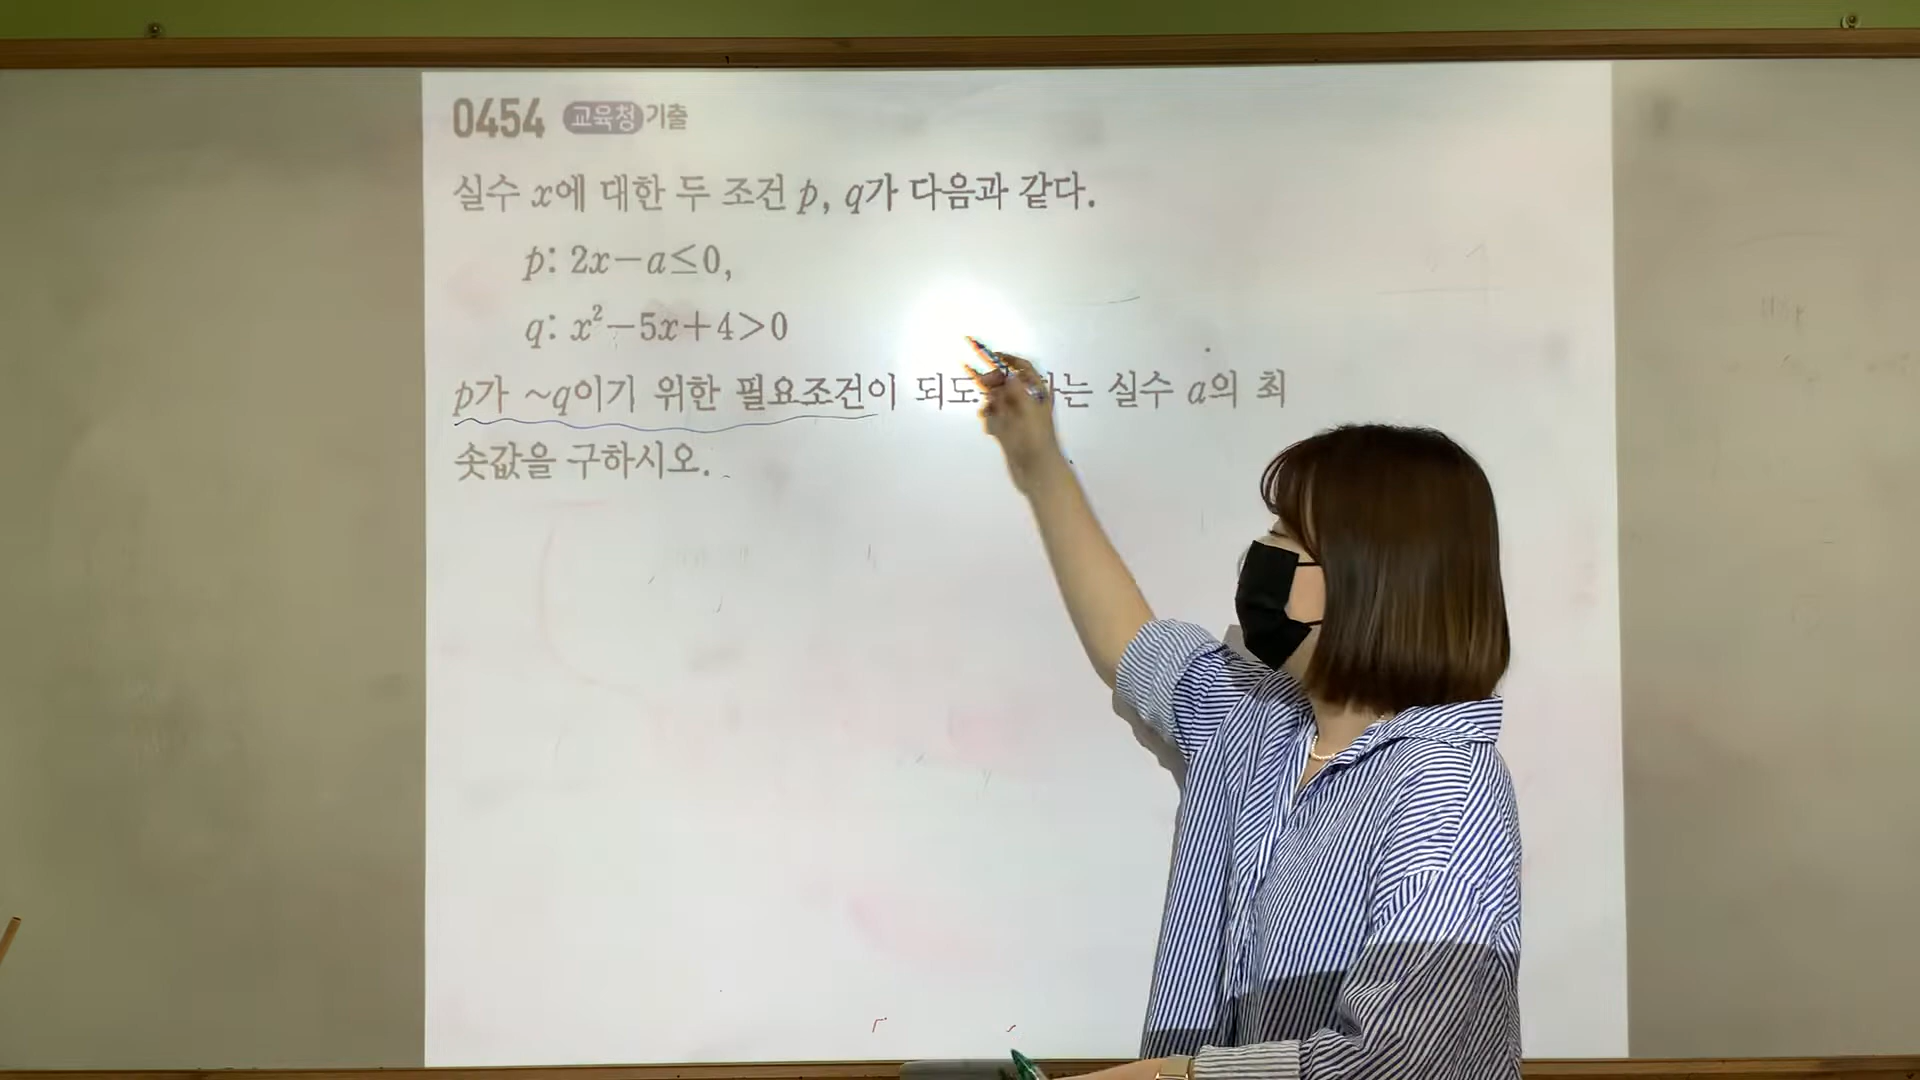 0454 교육청 기출
실수 x에 대한 두 조건 p, q가 다음과 같다.
p: 2x-a≤0,
q: x²-5x+4>0
p가 ~q이기 위한 필요조건이 하는 실수 a의 최
솟값을 구하시오.